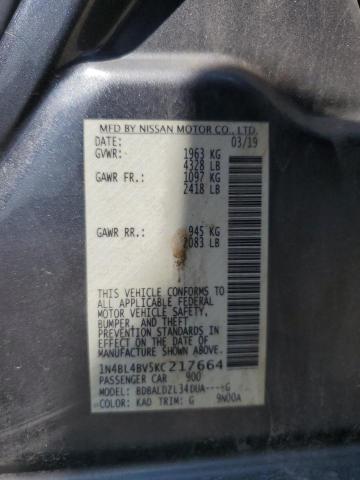 MFD BY NISSAN MOTOR CO., LTD.
DATE: 03/19
GVWR: 1963 KG
4328 LB
GAWR FR.: 1097 KG
2418 LB
GAWR RR.: 945 KG
2083 LB
THIS VEHICLE CONFORMS TO
ALL APPLICABLE FEDERAL
MOTOR VEHICLE SAFETY,
BUMPER, AND THEFT
PREVENTION STANDARDS
IN EFFECT ON THE DATE OF
MANUFACTURE SHOWN ABOVE.
1N4BL4BV5KC217664
PASSENGER CAR 900
MODEL:
COLOR: KAD TRIM: G 9N00A